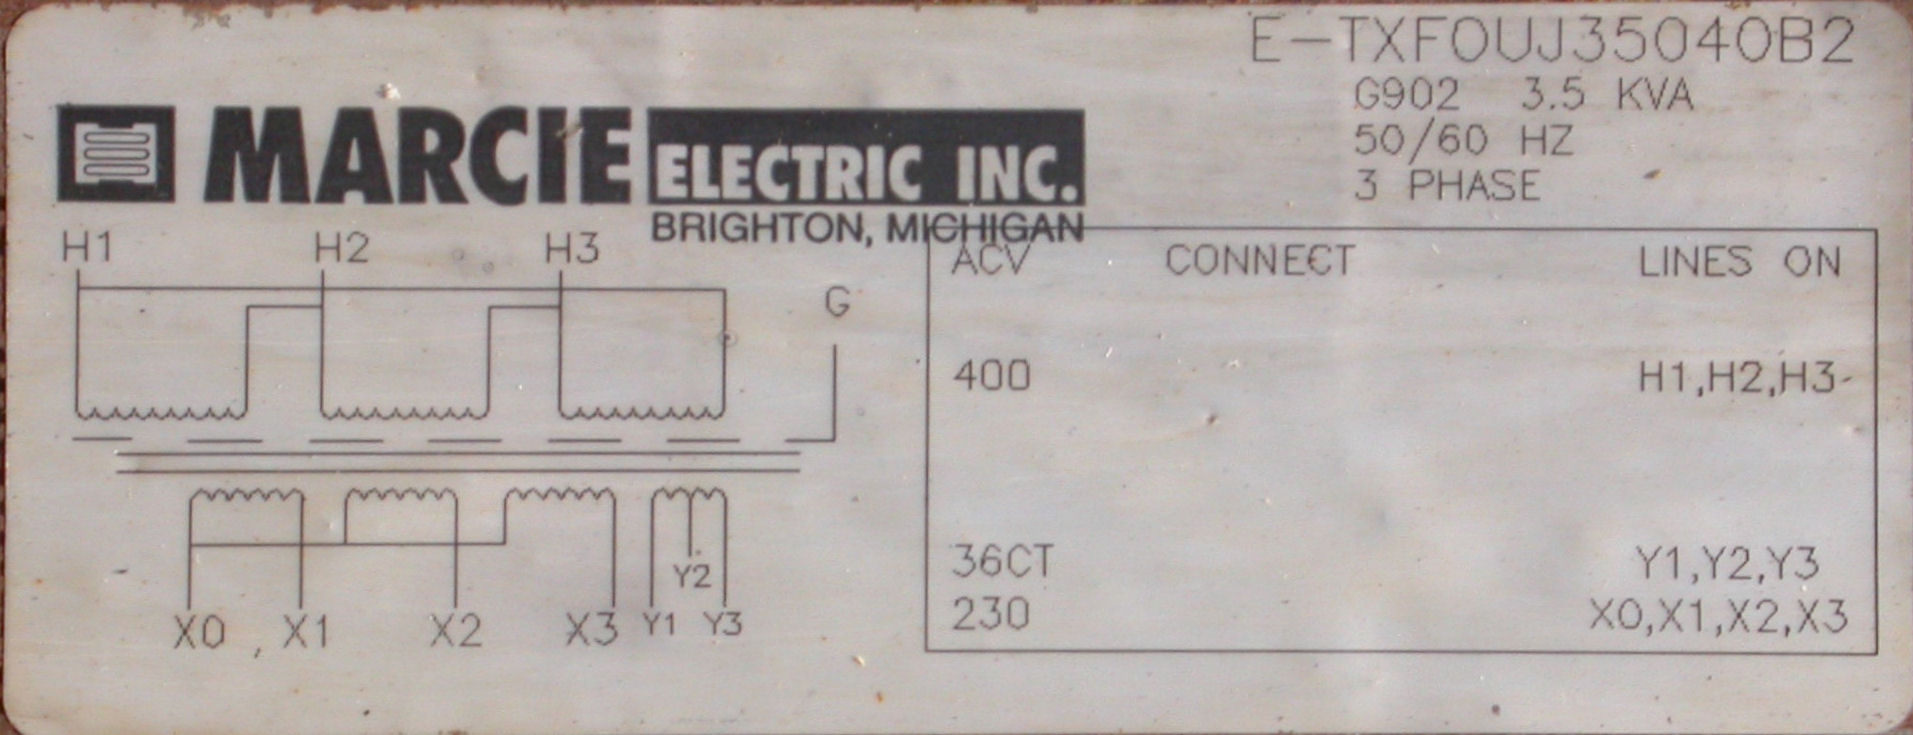 E-TXFOUJ35040B2
G902 3.5 KVA
50/60 HZ
3 PHASE
MARCIE ELECTRIC INC.
BRIGHTON, MICHIGAN
H1 H2 H3
G
ACV CONNECT LINES ON
400 H1,H2,H3
36CT Y1,Y2,Y3
230 X0,X1,X2,X3
Y2
X0 , X1 X2 X3 Y1 Y3